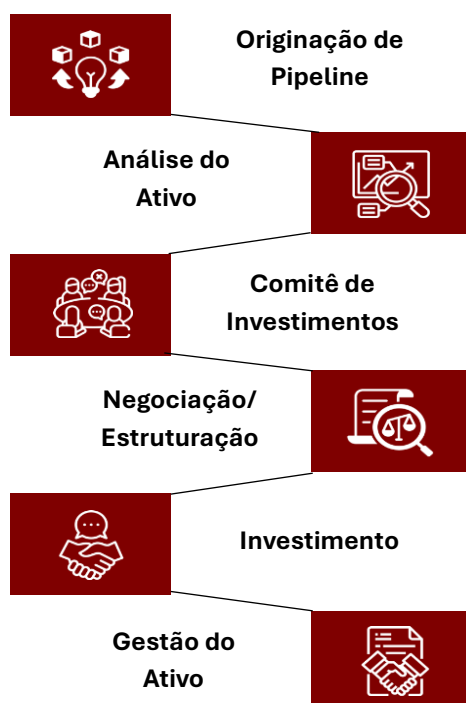 Originação de
Pipeline
Análise do
Ativo
Comitê de
Investimentos
Negociação/
Estruturação
Investimento
Gestão do
Ativo